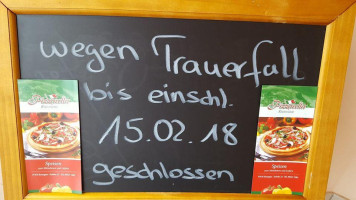 wegen Trauerfall
bis einschl.
15.02.18
geschlossen